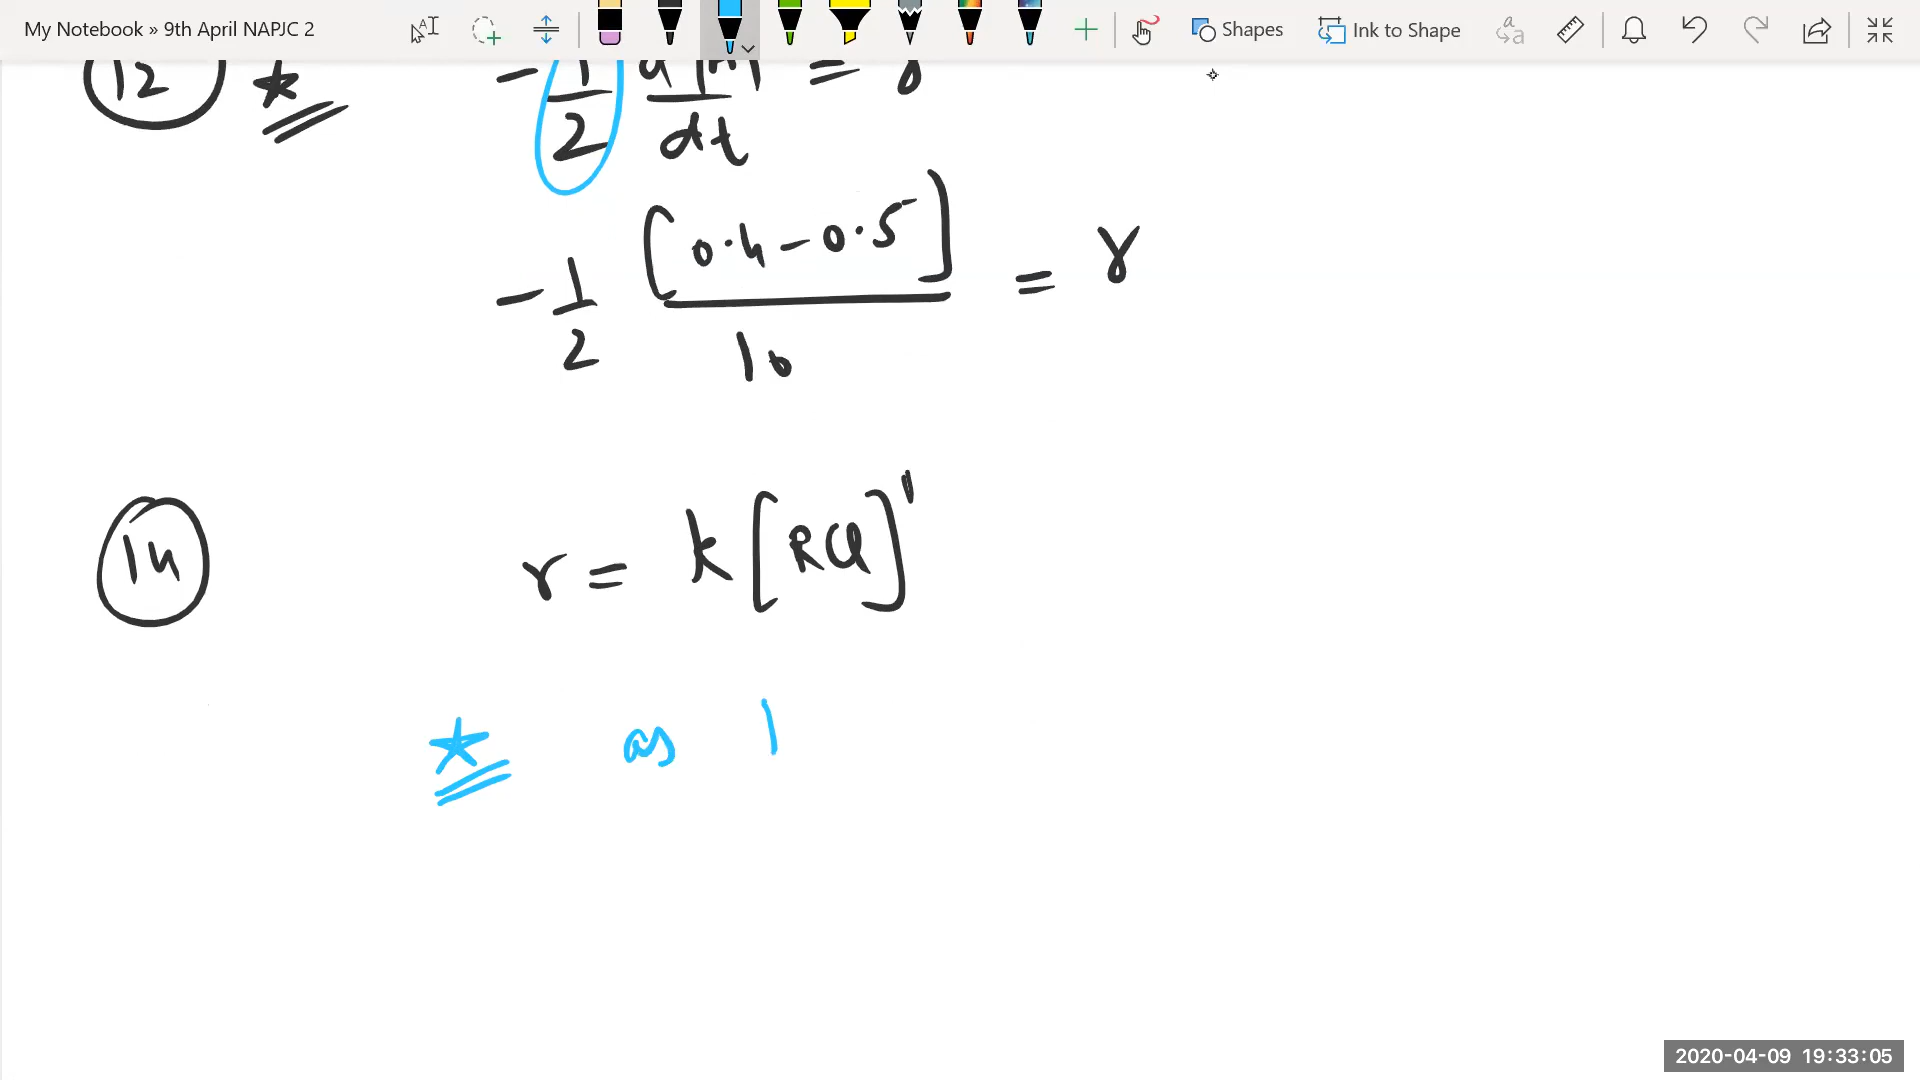 My Notebook » 9th April NAPJC 2
Shapes
Ink to Shape
12 * - 1/2 d[A]/dt = r
- 1/2 [0.4 - 0.5]/10 = r
14 r = k[RCl]¹
* as 1
2020-04-09 19:33:05